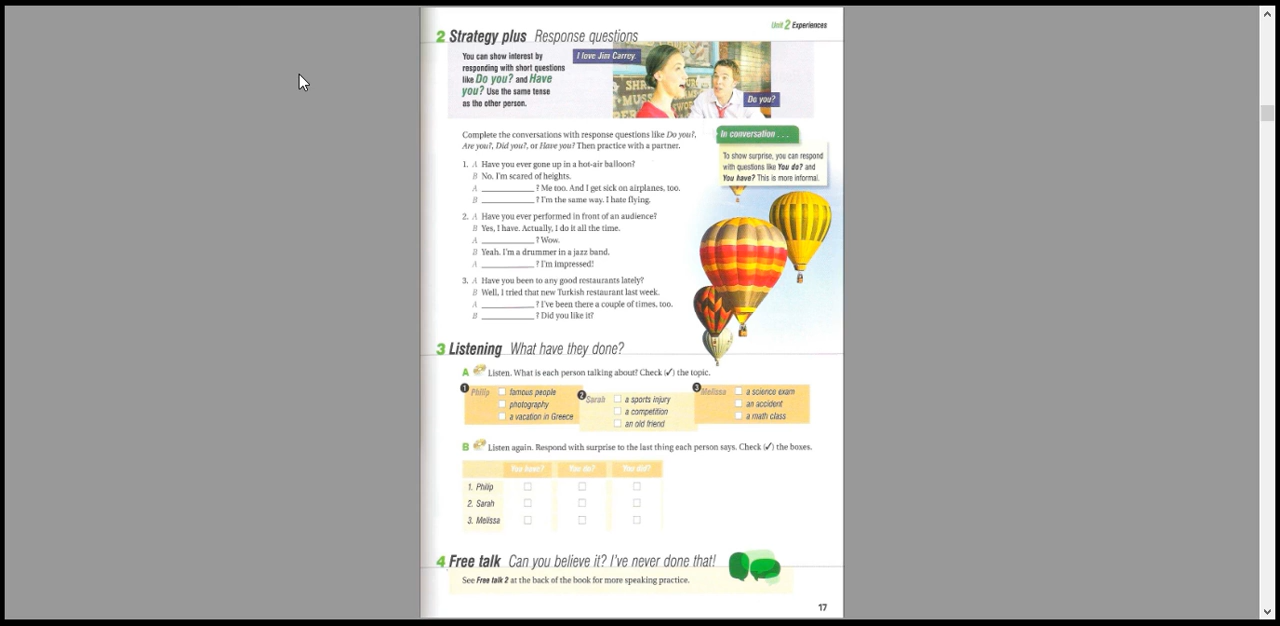 Unit 2 Experiences
2 Strategy plus Response questions
You can show interest by
responding with short questions
like Do you? and Have
you? Use the same tense
as the other person.
I love Jim Carrey.
Do you?
Complete the conversations with response questions like Do you?,
Are you?, Did you?, or Have you? Then practice with a partner.
In conversation . . .
To show surprise, you can respond
with questions like You do? and
You have? This is more informal.
1. A Have you ever gone up in a hot-air balloon?
B No. I'm scared of heights.
A ? Me too. And I get sick on airplanes, too.
B ? I'm the same way. I hate flying.
2. A Have you ever performed in front of an audience?
B Yes, I have. Actually, I do it all the time.
A ? Wow.
B Yeah. I'm a drummer in a jazz band.
A ? I'm impressed!
3. A Have you been to any good restaurants lately?
B Well, I tried that new Turkish restaurant last week.
A ? I've been there a couple of times, too.
B ? Did you like it?
3 Listening What have they done?
A Listen. What is each person talking about? Check (✓) the topic.
1 Philip famous people
photography
a vacation in Greece
2 Sarah a sports injury
a competition
an old friend
3 Melissa a science exam
an accident
a math class
B Listen again. Respond with surprise to the last thing each person says. Check (✓) the boxes.
You have? You do? You did?
1. Philip
2. Sarah
3. Melissa
4 Free talk Can you believe it? I've never done that!
See Free talk 2 at the back of the book for more speaking practice.
17